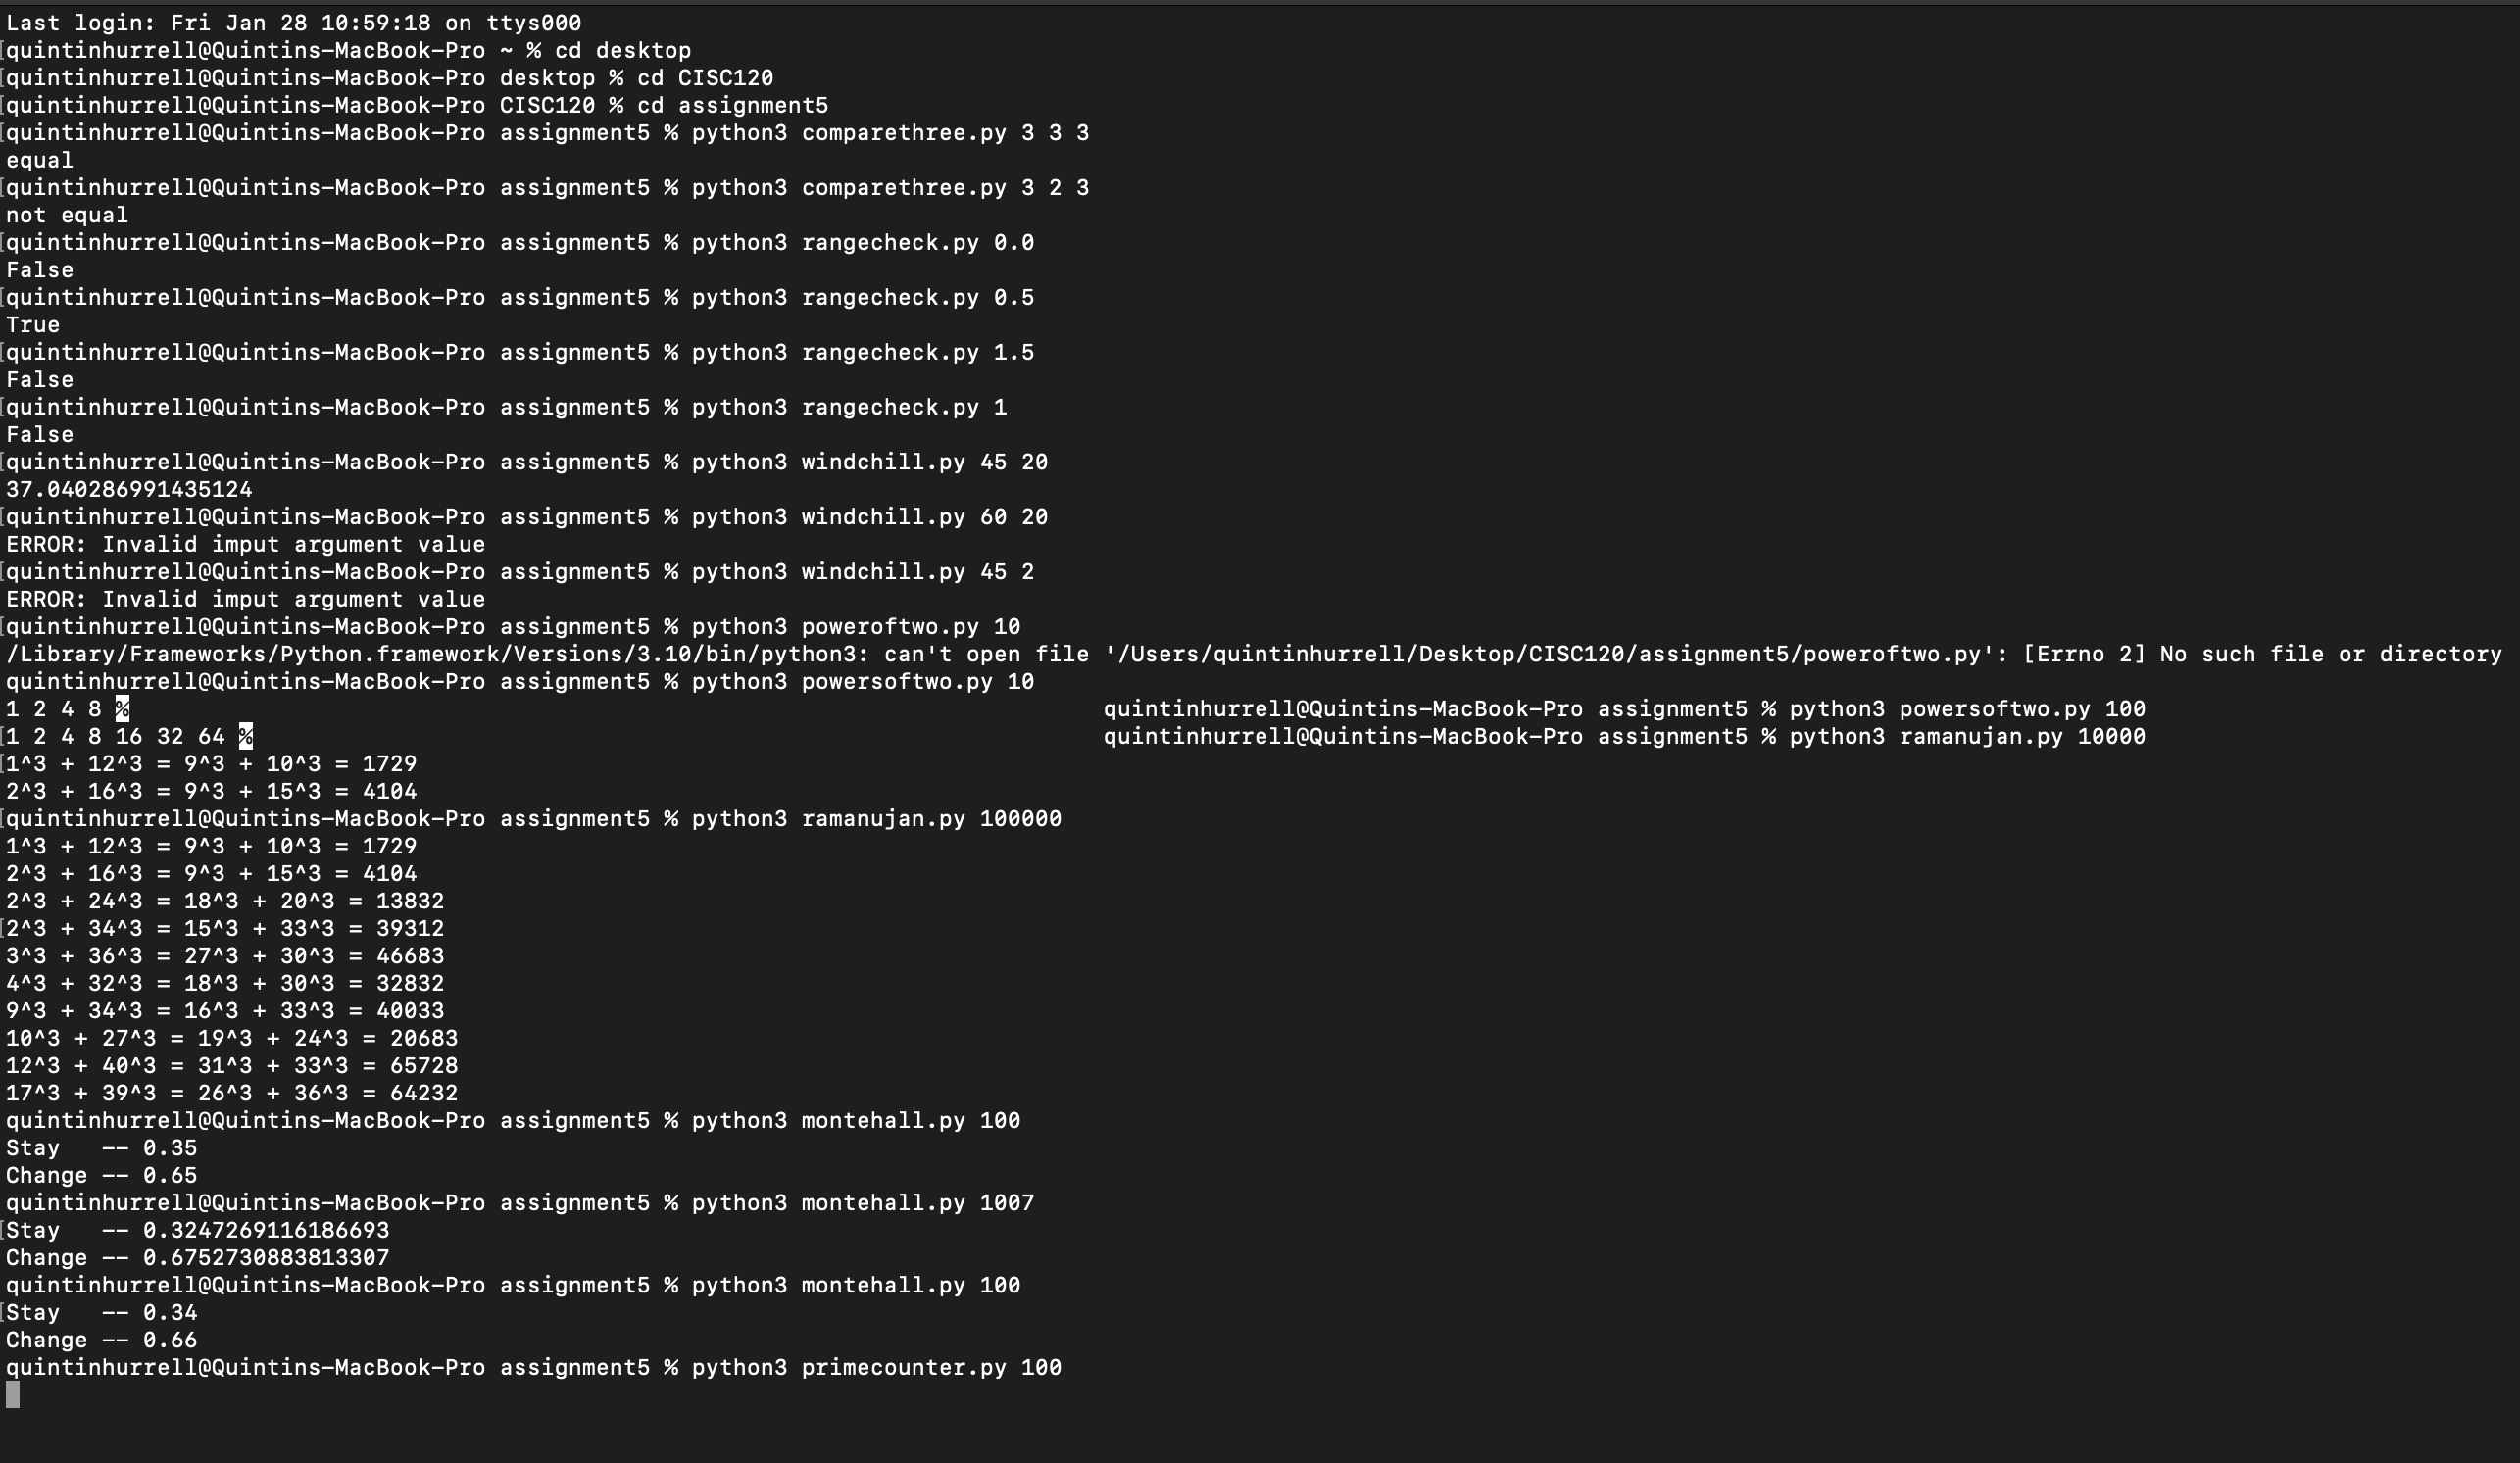 Last login: Fri Jan 28 10:59:18 on ttys000
[quintinhurrell@Quintins-MacBook-Pro ~ % cd desktop
[quintinhurrell@Quintins-MacBook-Pro desktop % cd CISC120
[quintinhurrell@Quintins-MacBook-Pro CISC120 % cd assignment5
[quintinhurrell@Quintins-MacBook-Pro assignment5 % python3 comparethree.py 3 3 3
equal
[quintinhurrell@Quintins-MacBook-Pro assignment5 % python3 comparethree.py 3 2 3
not equal
[quintinhurrell@Quintins-MacBook-Pro assignment5 % python3 rangecheck.py 0.0
False
[quintinhurrell@Quintins-MacBook-Pro assignment5 % python3 rangecheck.py 0.5
True
[quintinhurrell@Quintins-MacBook-Pro assignment5 % python3 rangecheck.py 1.5
False
[quintinhurrell@Quintins-MacBook-Pro assignment5 % python3 rangecheck.py 1
False
[quintinhurrell@Quintins-MacBook-Pro assignment5 % python3 windchill.py 45 20
37.040286991435124
[quintinhurrell@Quintins-MacBook-Pro assignment5 % python3 windchill.py 60 20
ERROR: Invalid imput argument value
[quintinhurrell@Quintins-MacBook-Pro assignment5 % python3 windchill.py 45 2
ERROR: Invalid imput argument value
[quintinhurrell@Quintins-MacBook-Pro assignment5 % python3 poweroftwo.py 10
/Library/Frameworks/Python.framework/Versions/3.10/bin/python3: can't open file '/Users/quintinhurrell/Desktop/CISC120/assignment5/poweroftwo.py': [Errno 2] No such file or directory
quintinhurrell@Quintins-MacBook-Pro assignment5 % python3 powersoftwo.py 10
1 2 4 8 % quintinhurrell@Quintins-MacBook-Pro assignment5 % python3 powersoftwo.py 100
[1 2 4 8 16 32 64 % quintinhurrell@Quintins-MacBook-Pro assignment5 % python3 ramanujan.py 10000
[1^3 + 12^3 = 9^3 + 10^3 = 1729
2^3 + 16^3 = 9^3 + 15^3 = 4104
[quintinhurrell@Quintins-MacBook-Pro assignment5 % python3 ramanujan.py 100000
1^3 + 12^3 = 9^3 + 10^3 = 1729
2^3 + 16^3 = 9^3 + 15^3 = 4104
2^3 + 24^3 = 18^3 + 20^3 = 13832
[2^3 + 34^3 = 15^3 + 33^3 = 39312
3^3 + 36^3 = 27^3 + 30^3 = 46683
4^3 + 32^3 = 18^3 + 30^3 = 32832
9^3 + 34^3 = 16^3 + 33^3 = 40033
10^3 + 27^3 = 19^3 + 24^3 = 20683
12^3 + 40^3 = 31^3 + 33^3 = 65728
17^3 + 39^3 = 26^3 + 36^3 = 64232
quintinhurrell@Quintins-MacBook-Pro assignment5 % python3 montehall.py 100
Stay   -- 0.35
Change -- 0.65
quintinhurrell@Quintins-MacBook-Pro assignment5 % python3 montehall.py 1007
[Stay   -- 0.3247269116186693
Change -- 0.6752730883813307
quintinhurrell@Quintins-MacBook-Pro assignment5 % python3 montehall.py 100
[Stay   -- 0.34
Change -- 0.66
quintinhurrell@Quintins-MacBook-Pro assignment5 % python3 primecounter.py 100